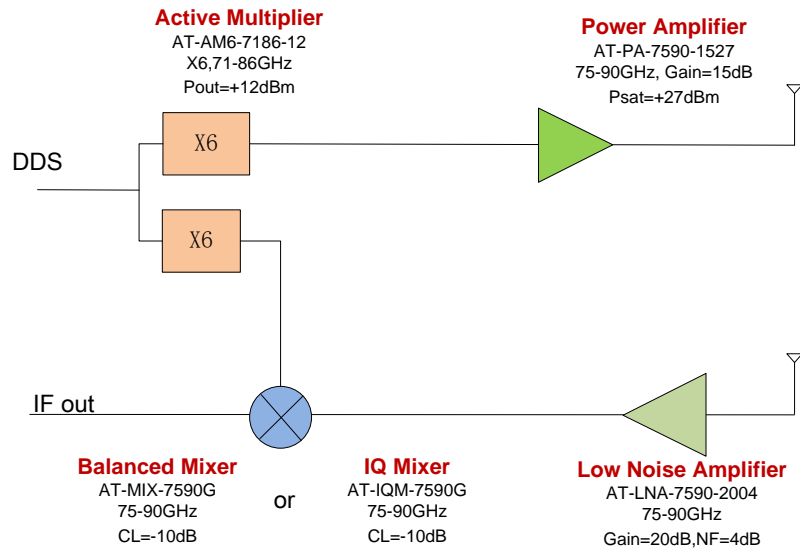 Active Multiplier
AT-AM6-7186-12
X6,71-86GHz
Pout=+12dBm
Power Amplifier
AT-PA-7590-1527
75-90GHz, Gain=15dB
Psat=+27dBm
X6
DDS
X6
IF out
Balanced Mixer
AT-MIX-7590G
75-90GHz
CL=-10dB
or
IQ Mixer
AT-IQM-7590G
75-90GHz
CL=-10dB
Low Noise Amplifier
AT-LNA-7590-2004
75-90GHz
Gain=20dB,NF=4dB